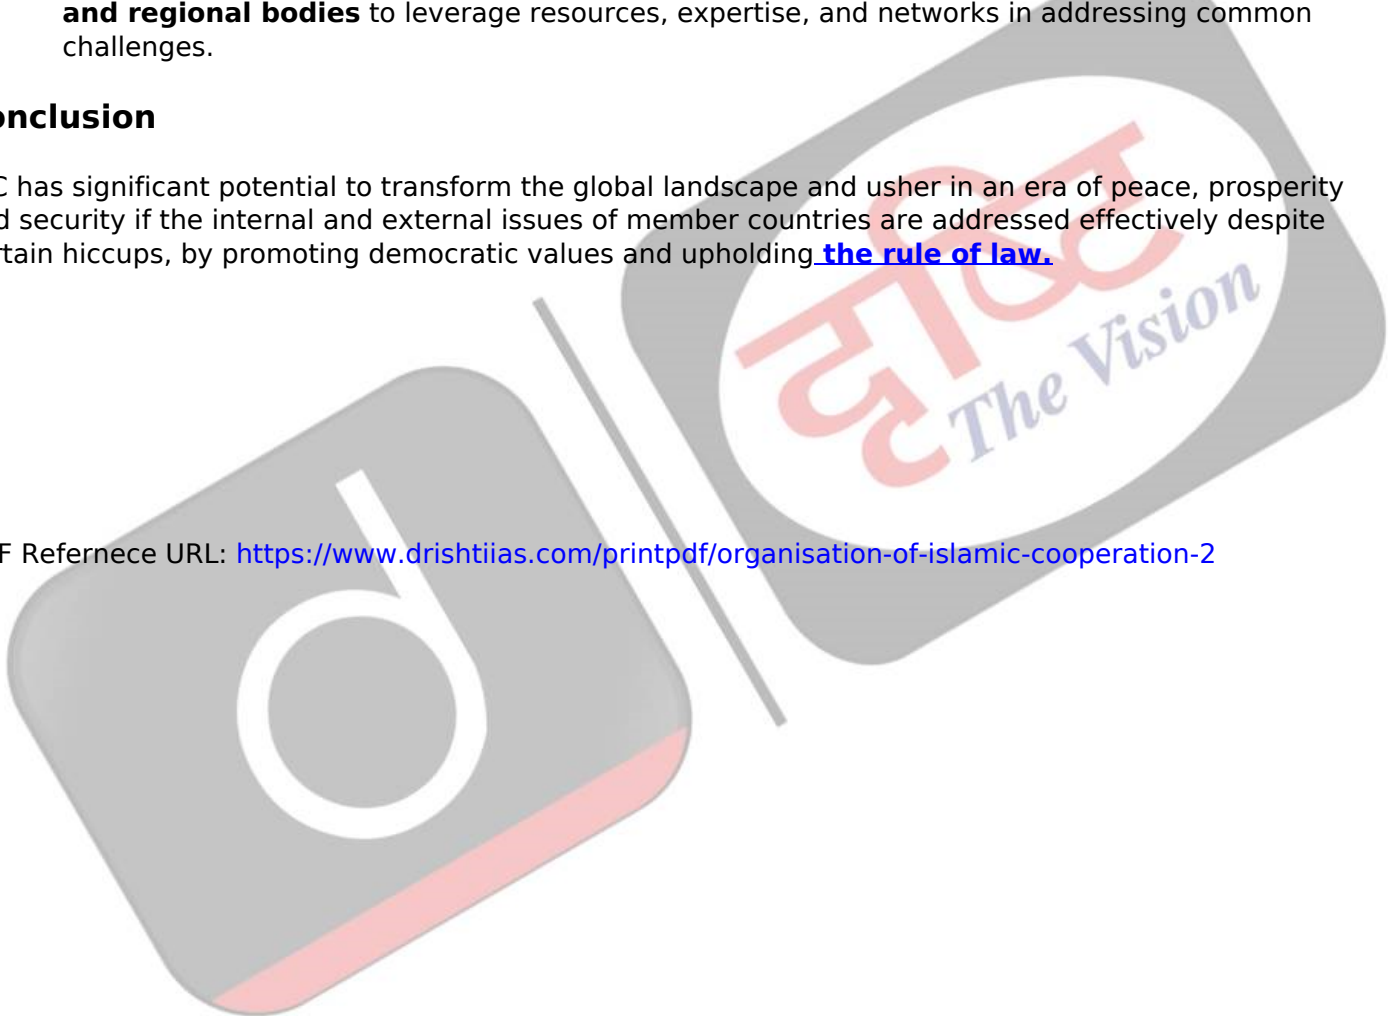 and regional bodies to leverage resources, expertise, and networks in addressing common
challenges.
onclusion
C has significant potential to transform the global landscape and usher in an era of peace, prosperity
d security if the internal and external issues of member countries are addressed effectively despite
rtain hiccups, by promoting democratic values and upholding the rule of law.
दृष्टि
The Vision
d
F Refernece URL: https://www.drishtiias.com/printpdf/organisation-of-islamic-cooperation-2